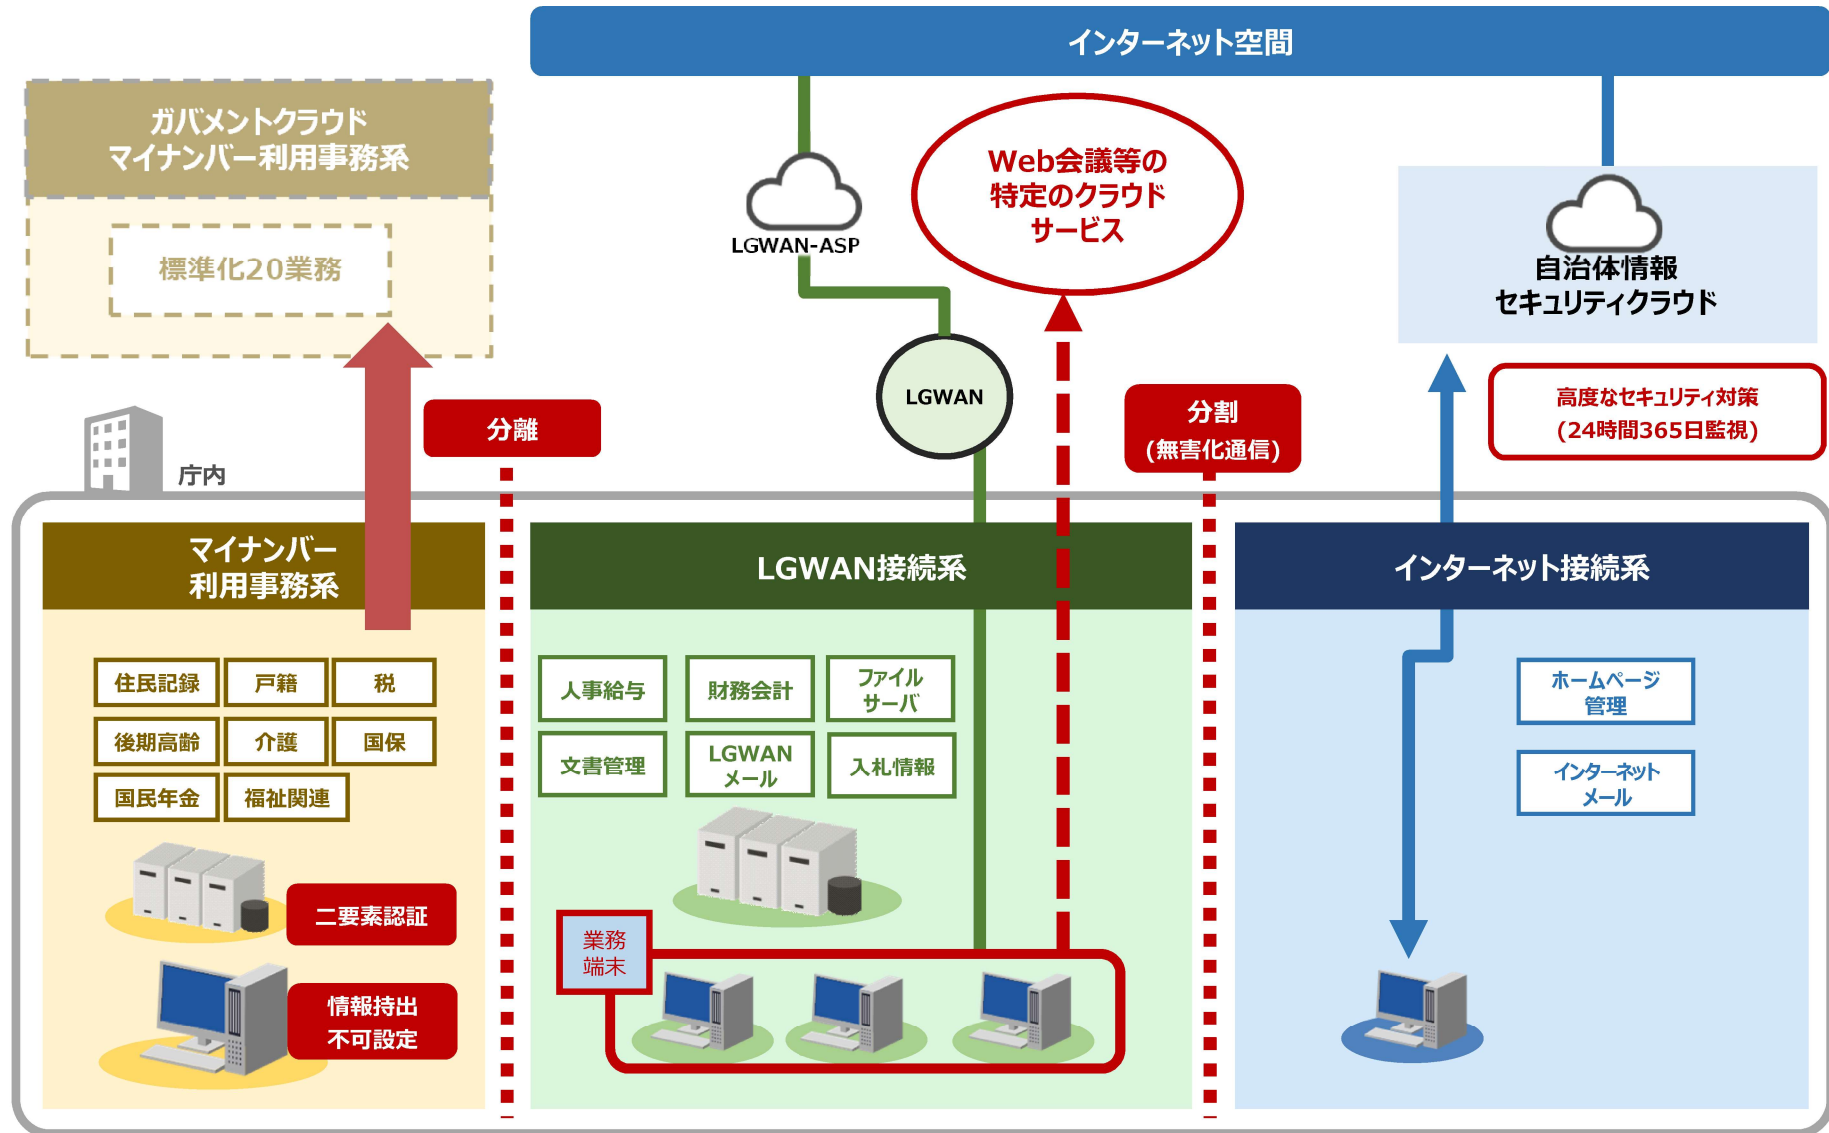 インターネット空間
ガバメントクラウド
マイナンバー利用事務系
標準化20業務
LGWAN-ASP
Web会議等の
特定のクラウド
サービス
自治体情報
セキュリティクラウド
LGWAN
高度なセキュリティ対策
(24時間365日監視)
分離
分割
(無害化通信)
庁内
マイナンバー
利用事務系
住民記録
戸籍
税
後期高齢
介護
国保
国民年金
福祉関連
二要素認証
情報持出
不可設定
LGWAN接続系
人事給与
財務会計
ファイル
サーバ
文書管理
LGWAN
メール
入札情報
業務
端末
インターネット接続系
ホームページ
管理
インターネット
メール